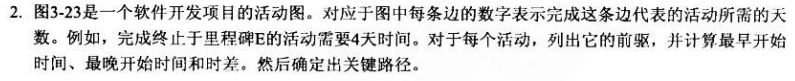 2. 图3-23是一个软件开发项目的活动图。对应于图中每条边的数字表示完成这条边代表的活动所需的天
数。例如，完成终止于里程碑E的活动需要4天时间。对于每个活动，列出它的前驱，并计算最早开始
时间、最晚开始时间和时差。然后确定出关键路径。